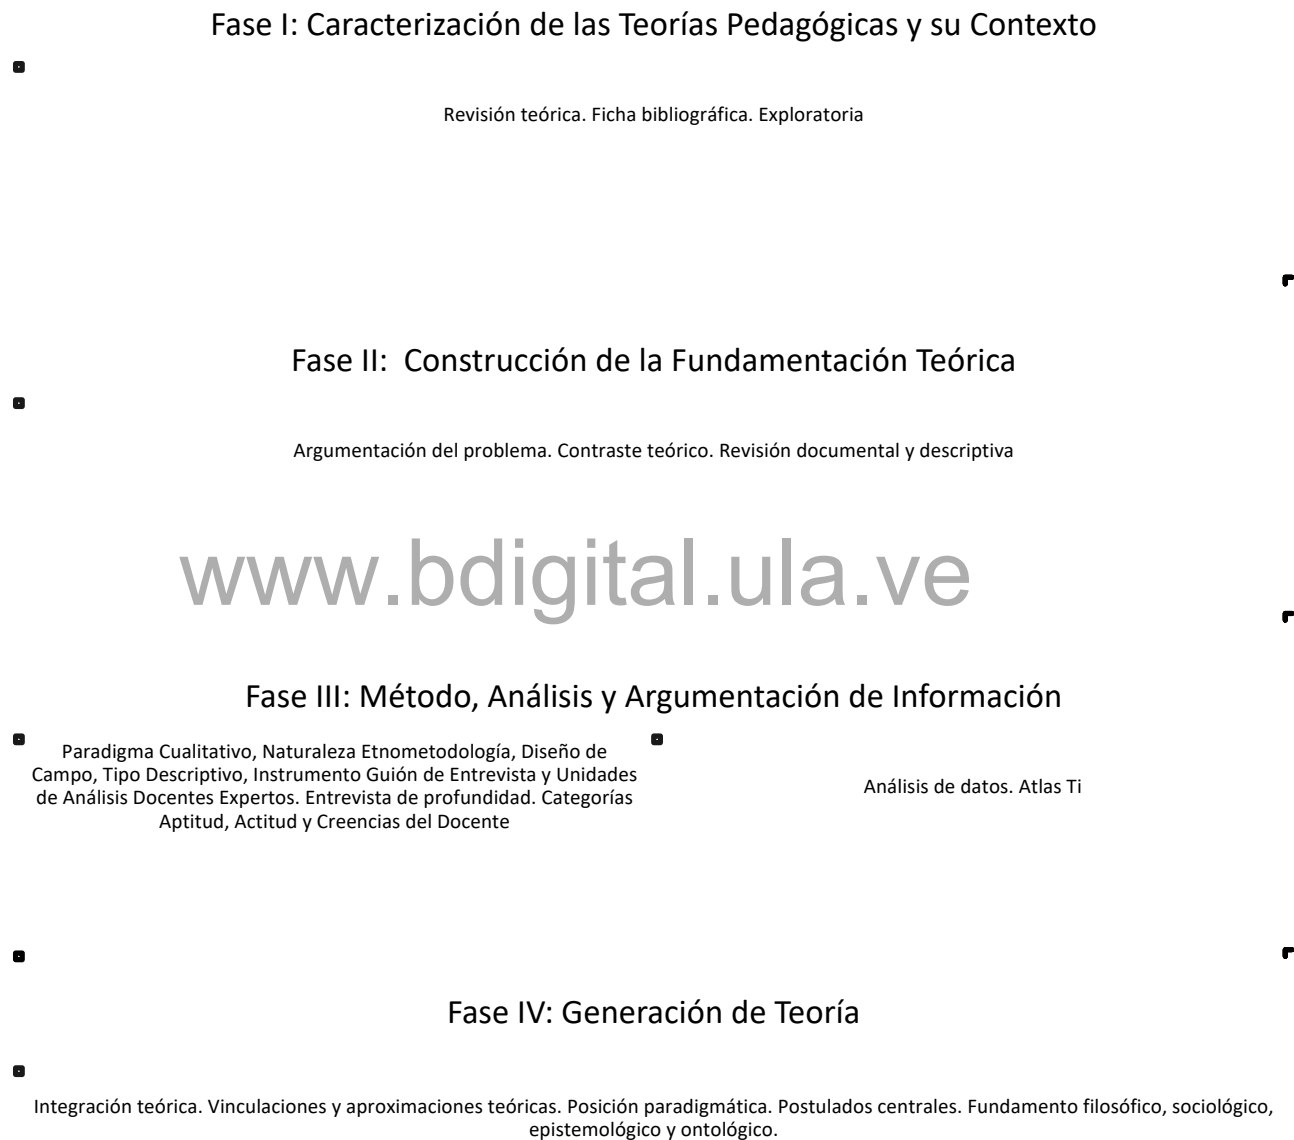 Fase I: Caracterización de las Teorías Pedagógicas y su Contexto
Revisión teórica. Ficha bibliográfica. Exploratoria
Fase II:  Construcción de la Fundamentación Teórica
Argumentación del problema. Contraste teórico. Revisión documental y descriptiva
www.bdigital.ula.ve
Fase III: Método, Análisis y Argumentación de Información
Paradigma Cualitativo, Naturaleza Etnometodología, Diseño de
Campo, Tipo Descriptivo, Instrumento Guión de Entrevista y Unidades
de Análisis Docentes Expertos. Entrevista de profundidad. Categorías
Aptitud, Actitud y Creencias del Docente
Análisis de datos. Atlas Ti
Fase IV: Generación de Teoría
Integración teórica. Vinculaciones y aproximaciones teóricas. Posición paradigmática. Postulados centrales. Fundamento filosófico, sociológico,
epistemológico y ontológico.